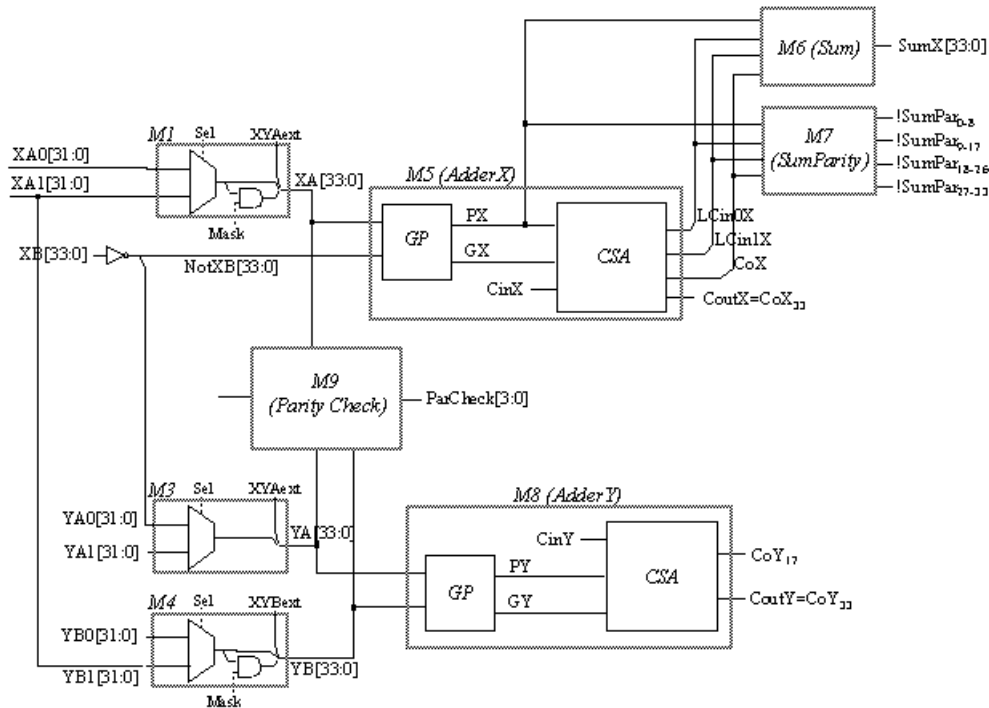 M6 (Sum)
SumX[33:0]
M7
(SumParity)
!SumPar0-8
!SumPar9-17
!SumPar18-26
!SumPar27-33
M1
Sel
XYAext
XA0[31:0]
XA1[31:0]
XA[33:0]
Mask
M5 (AdderX)
GP
PX
GX
CSA
CinX
LCin0X
LCin1X
CoX
CoutX=CoX33
XB[33:0]
NotXB[33:0]
M9
(Parity Check)
ParCheck[3:0]
M3
Sel
XYAext
YA0[31:0]
YA1[31:0]
YA[33:0]
M8 (AdderY)
CinY
GP
PY
GY
CSA
CoY17
CoutY=CoY33
M4
Sel
XYBext
YB0[31:0]
YB1[31:0]
YB[33:0]
Mask